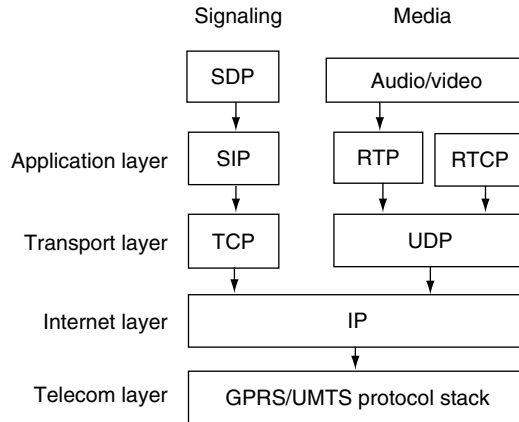 Signaling
Media
SDP
Audio/video
Application layer
SIP
RTP
RTCP
Transport layer
TCP
UDP
Internet layer
IP
Telecom layer
GPRS/UMTS protocol stack